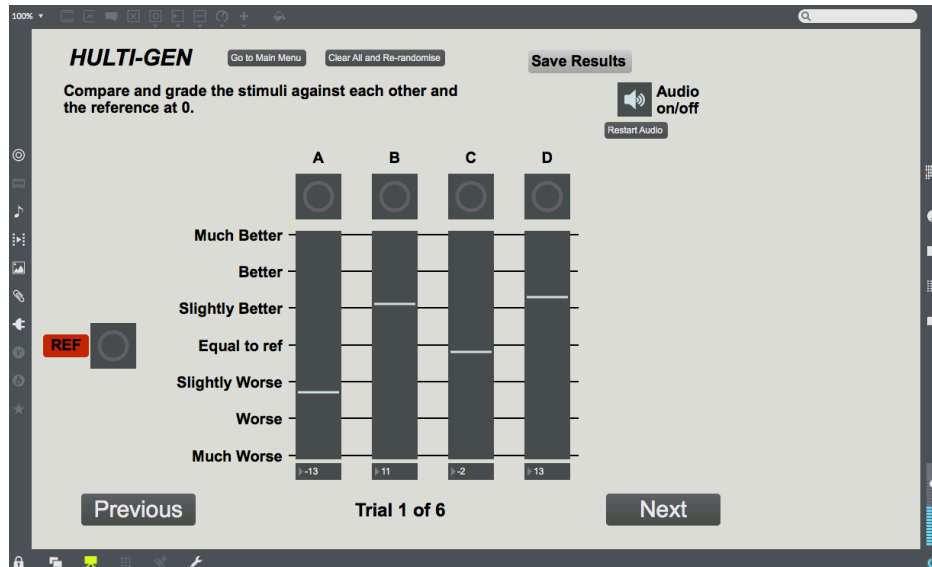 100%
HULTI-GEN
Go to Main Menu
Clear All and Re-randomise
Save Results
Compare and grade the stimuli against each other and
the reference at 0.
Audio
on/off
Restart Audio
A B C D
Much Better
Better
Slightly Better
REF
Equal to ref
Slightly Worse
Worse
Much Worse
-13 11 -2 13
Previous
Trial 1 of 6
Next